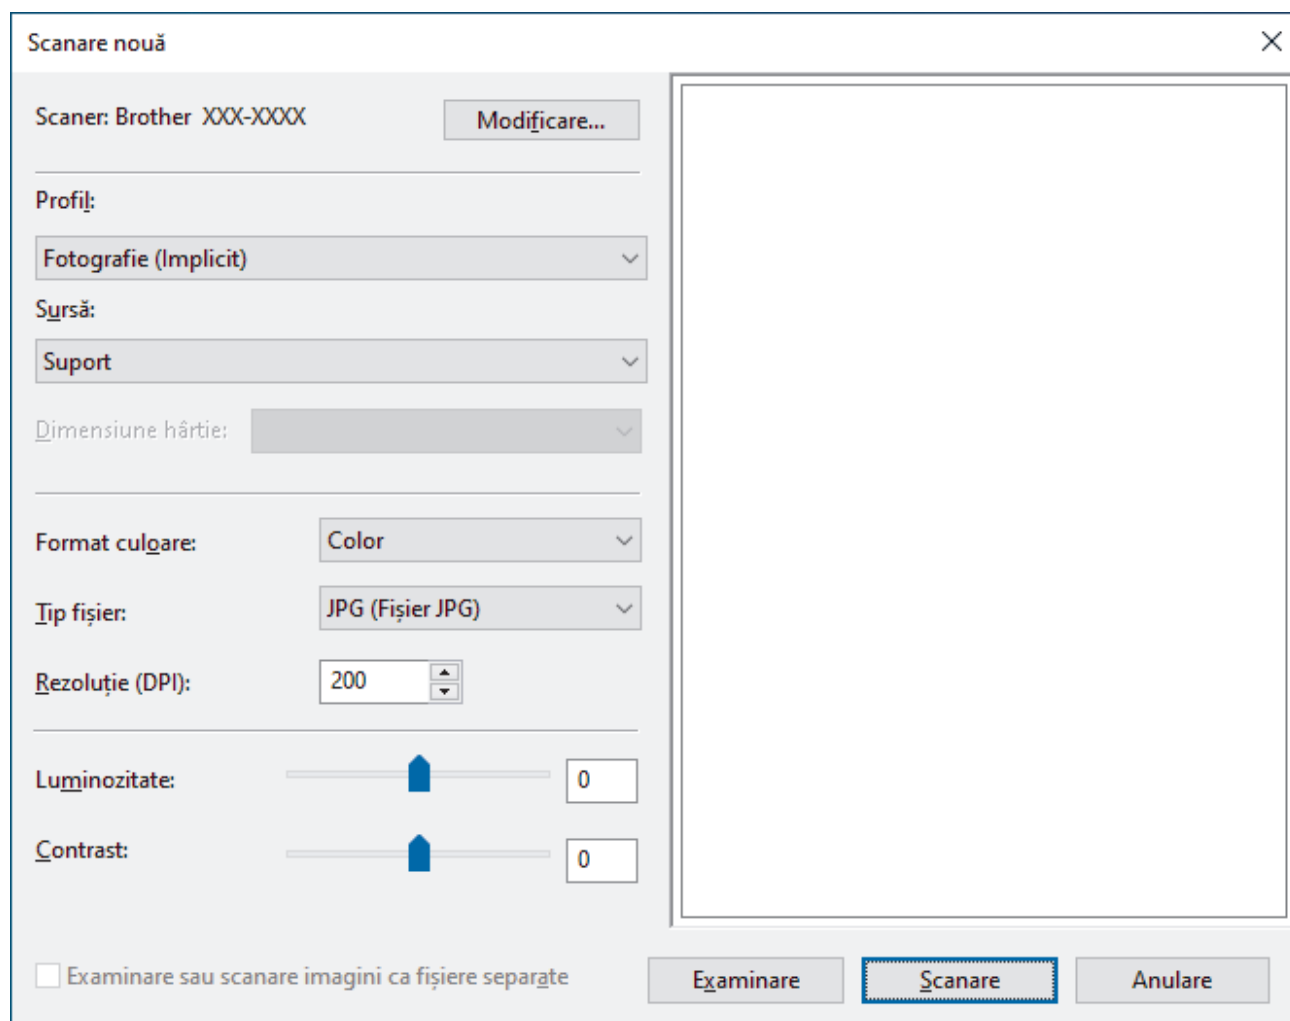 Scanare nouă
Scaner: Brother XXX-XXXX
Modificare...
Profil:
Fotografie (Implicit)
Sursă:
Suport
Dimensiune hârtie:
Format culoare:
Color
Tip fișier:
JPG (Fișier JPG)
Rezoluție (DPI):
200
Luminozitate:
0
Contrast:
0
Examinare sau scanare imagini ca fișiere separate
Examinare
Scanare
Anulare